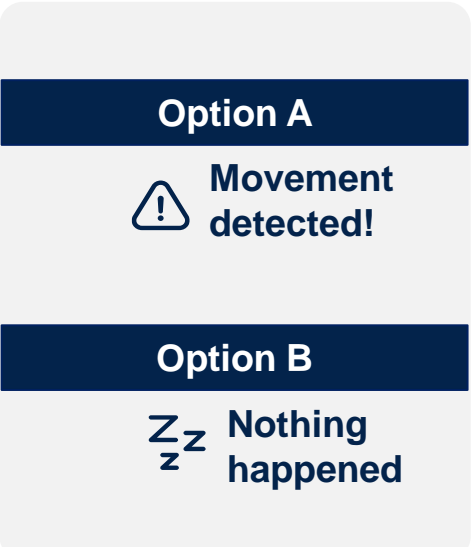 Option A
Movement
detected!
Option B
Nothing
happened